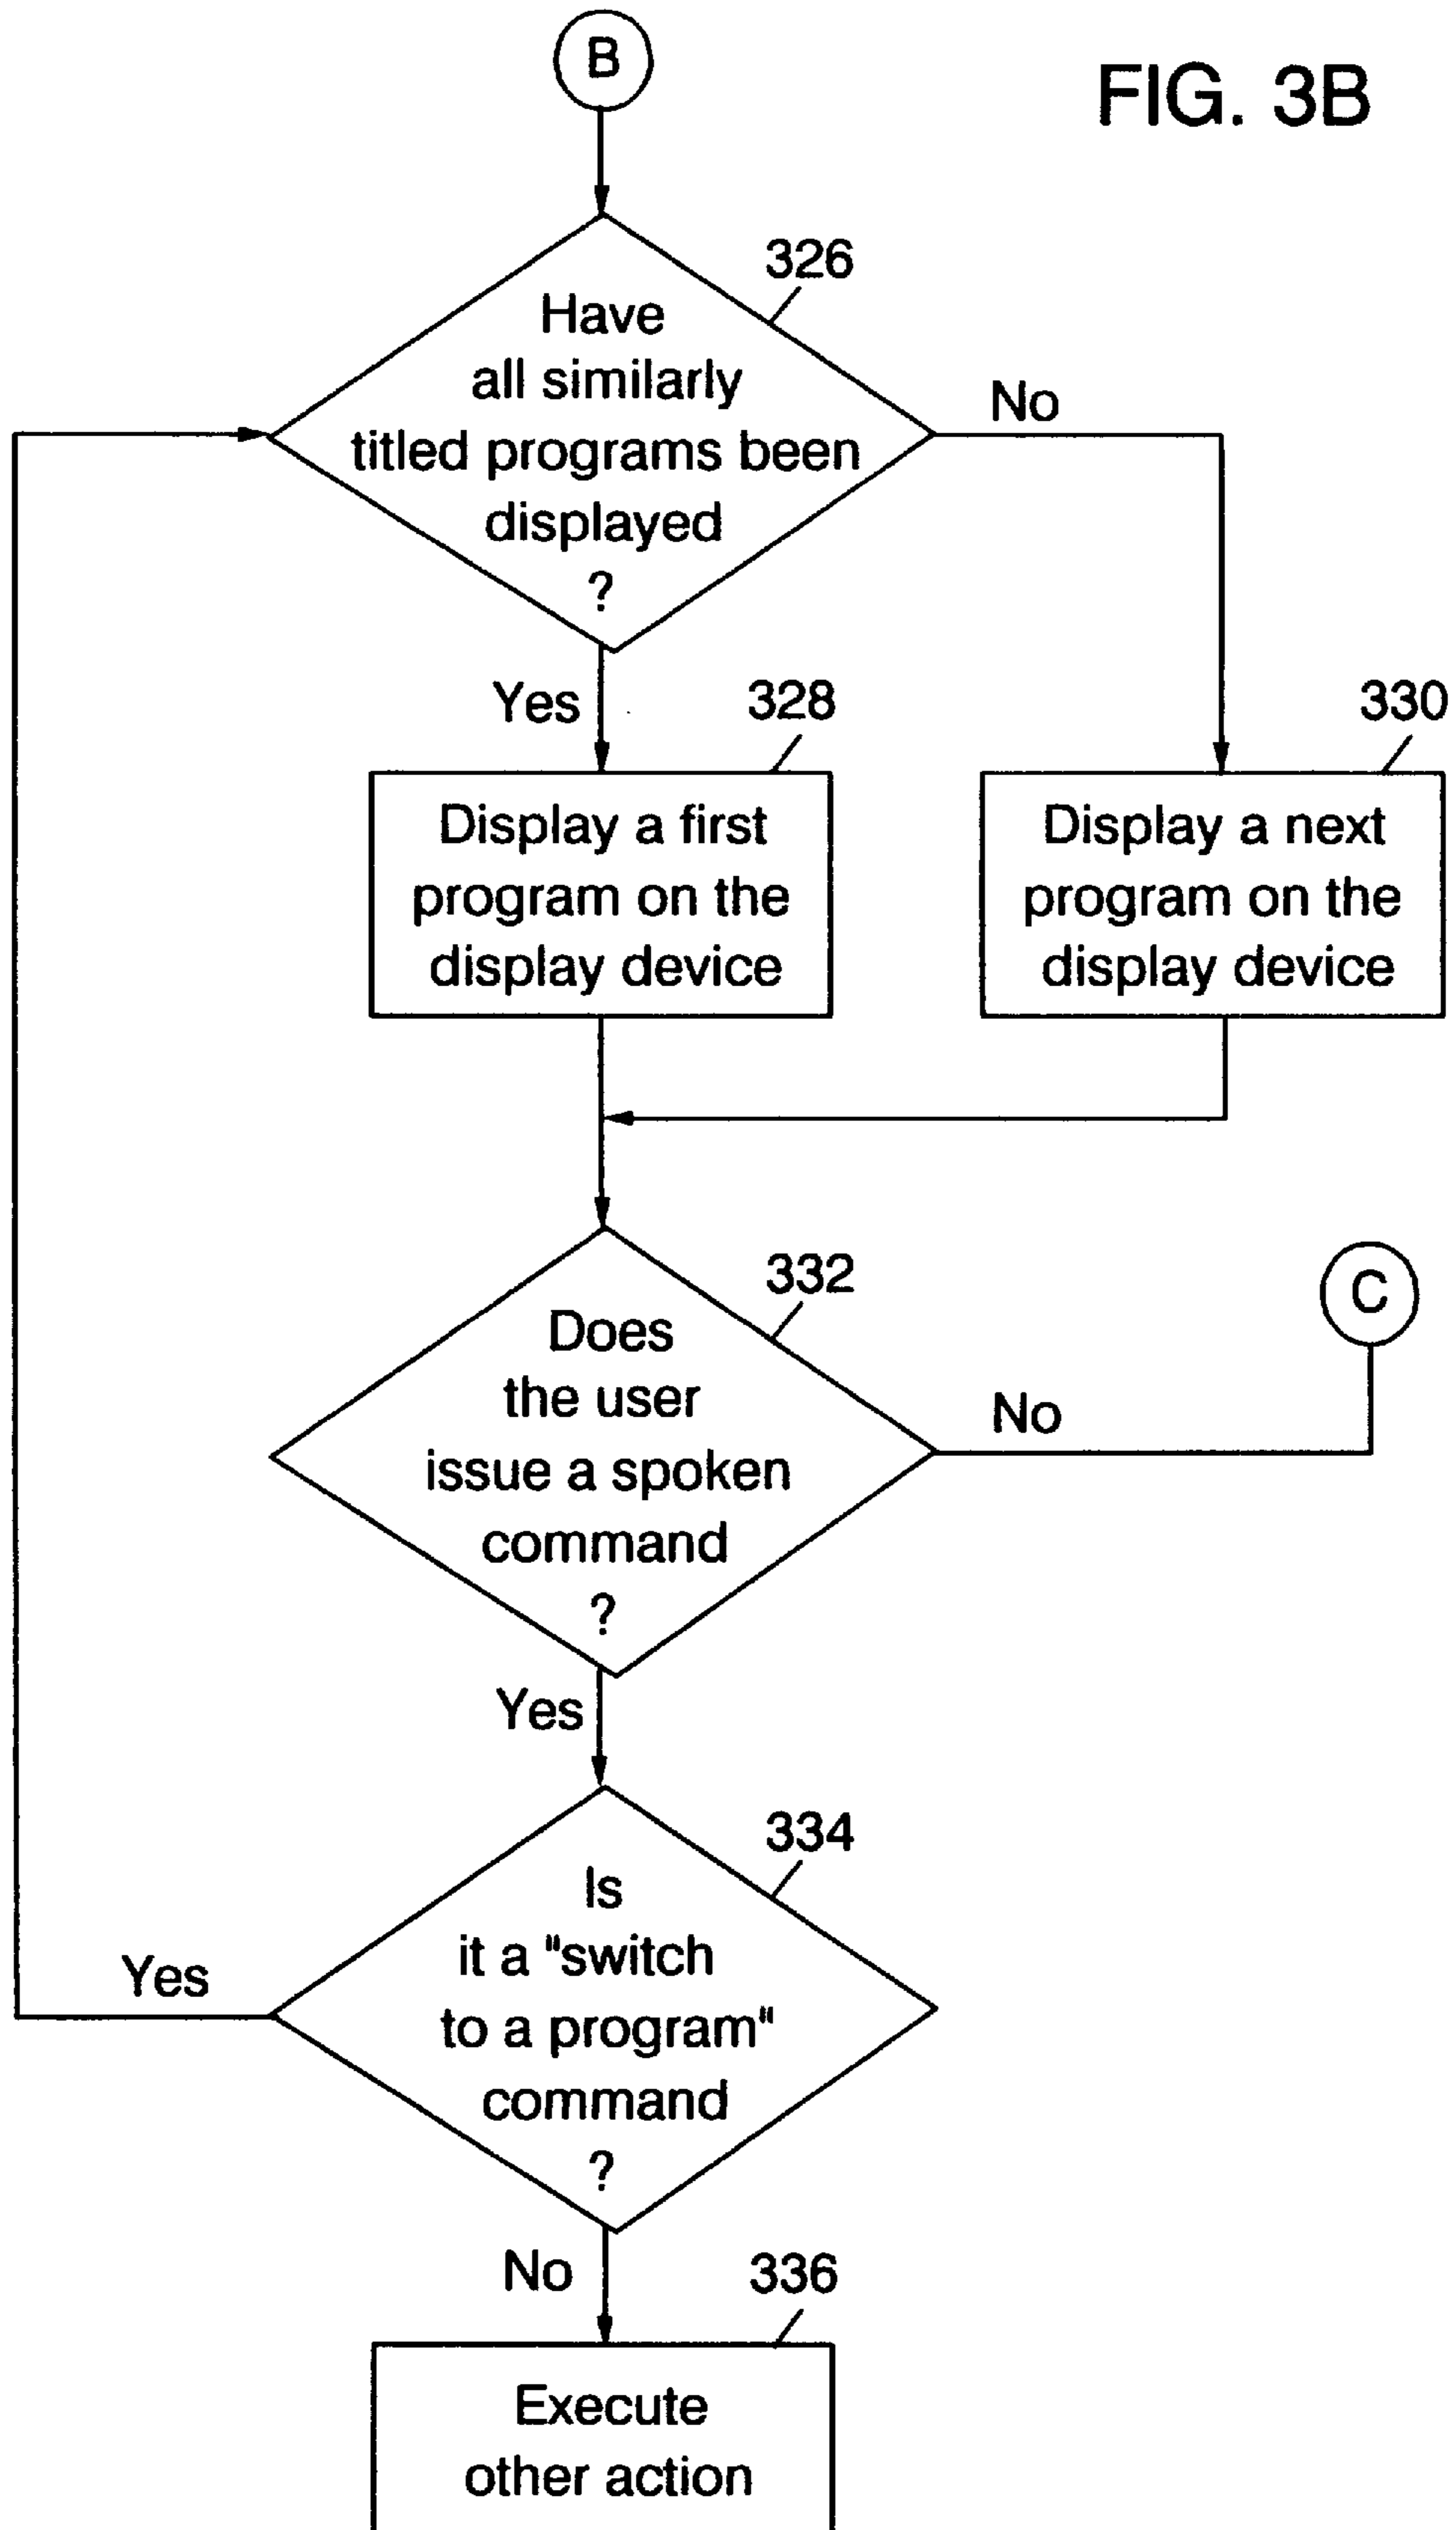 B
FIG. 3B
326
Have
all similarly
titled programs been
displayed
?
No
Yes
328
330
Display a first
program on the
display device
Display a next
program on the
display device
332
C
Does
the user
issue a spoken
command
?
No
Yes
334
Is
it a "switch
to a program"
command
?
Yes
No
336
Execute
other action